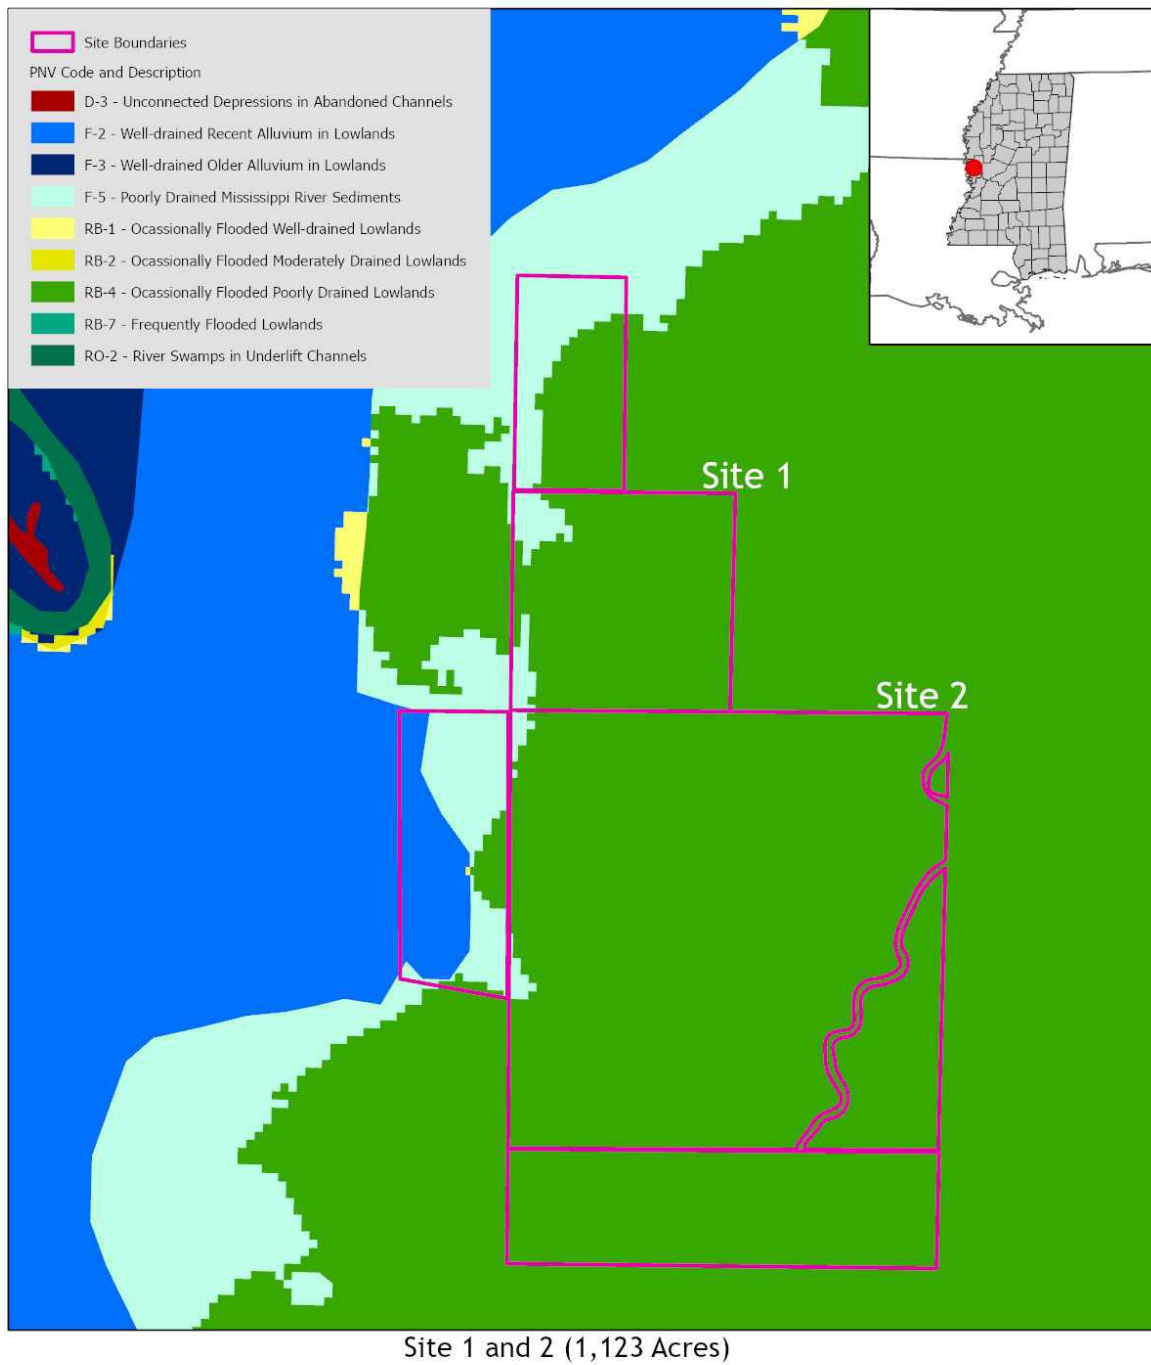 Site Boundaries
PNV Code and Description
D-3 - Unconnected Depressions in Abandoned Channels
F-2 - Well-drained Recent Alluvium in Lowlands
F-3 - Well-drained Older Alluvium in Lowlands
F-5 - Poorly Drained Mississippi River Sediments
RB-1 - Ocassionally Flooded Well-drained Lowlands
RB-2 - Ocassionally Flooded Moderately Drained Lowlands
RB-4 - Ocassionally Flooded Poorly Drained Lowlands
RB-7 - Frequently Flooded Lowlands
RO-2 - River Swamps in Underlift Channels
Site 1
Site 2
Site 1 and 2 (1,123 Acres)